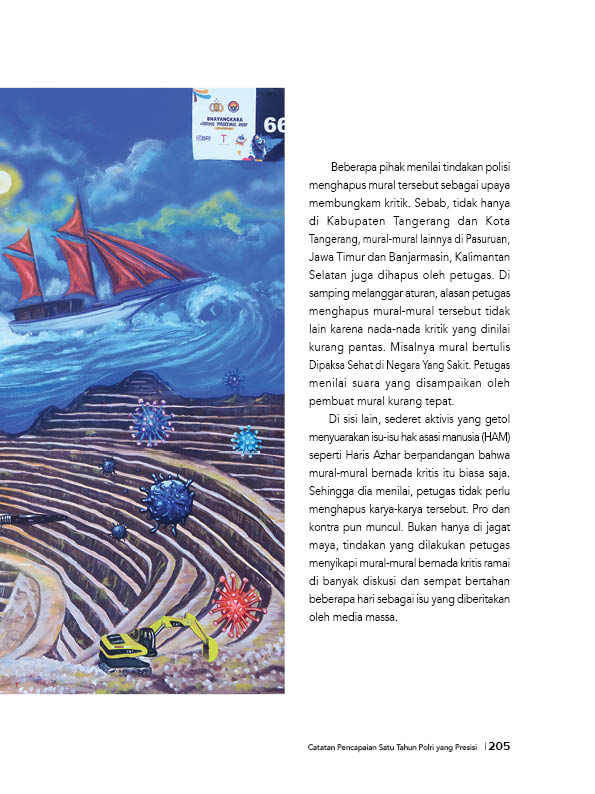 BHAYANGKARA
66
BRI
Beberapa pihak menilai tindakan polisi
menghapus mural tersebut sebagai upaya
membungkam kritik. Sebab, tidak hanya
di Kabupaten Tangerang dan Kota
Tangerang, mural-mural lainnya di Pasuruan,
Jawa Timur dan Banjarmasin, Kalimantan
Selatan juga dihapus oleh petugas. Di
samping melanggar aturan, alasan petugas
menghapus mural-mural tersebut tidak
lain karena nada-nada kritik yang dinilai
kurang pantas. Misalnya mural bertulis
Dipaksa Sehat di Negara Yang Sakit. Petugas
menilai suara yang disampaikan oleh
pembuat mural kurang tepat.
Di sisi lain, sederet aktivis yang getol
menyuarakan isu-isu hak asasi manusia (HAM)
seperti Haris Azhar berpandangan bahwa
mural-mural bernada kritis itu biasa saja.
Sehingga dia menilai, petugas tidak perlu
menghapus karya-karya tersebut. Pro dan
kontra pun muncul. Bukan hanya di jagat
maya, tindakan yang dilakukan petugas
menyikapi mural-mural bernada kritis ramai
di banyak diskusi dan sempat bertahan
beberapa hari sebagai isu yang diberitakan
oleh media massa.
Catatan Pencapaian Satu Tahun Polri yang Presisi | 205